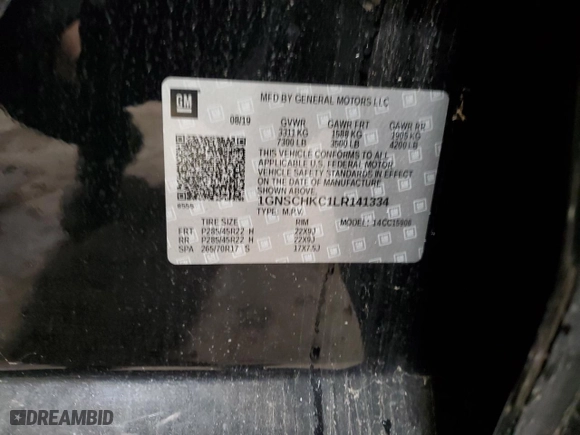 GM
MFD BY GENERAL MOTORS LLC
08/19 GVWR GAWR FRT GAWR RR
3311 KG 1588 KG 1905 KG
7300 LB 3500 LB 4200 LB
THIS VEHICLE CONFORMS TO ALL
APPLICABLE U.S. FEDERAL MOTOR
VEHICLE SAFETY STANDARDS IN EFFECT
ON THE DATE OF MANUFACTURE
SHOWN ABOVE.
1GNSCHKC1LR141334
TYPE: M.P.V. MODEL: 14CC15906
TIRE SIZE RIM
FRT P285/45R22 H 22X9J
RR P285/45R22 H 22X9J
SPA 265/70R17 S 17X7.5J
DREAMBID